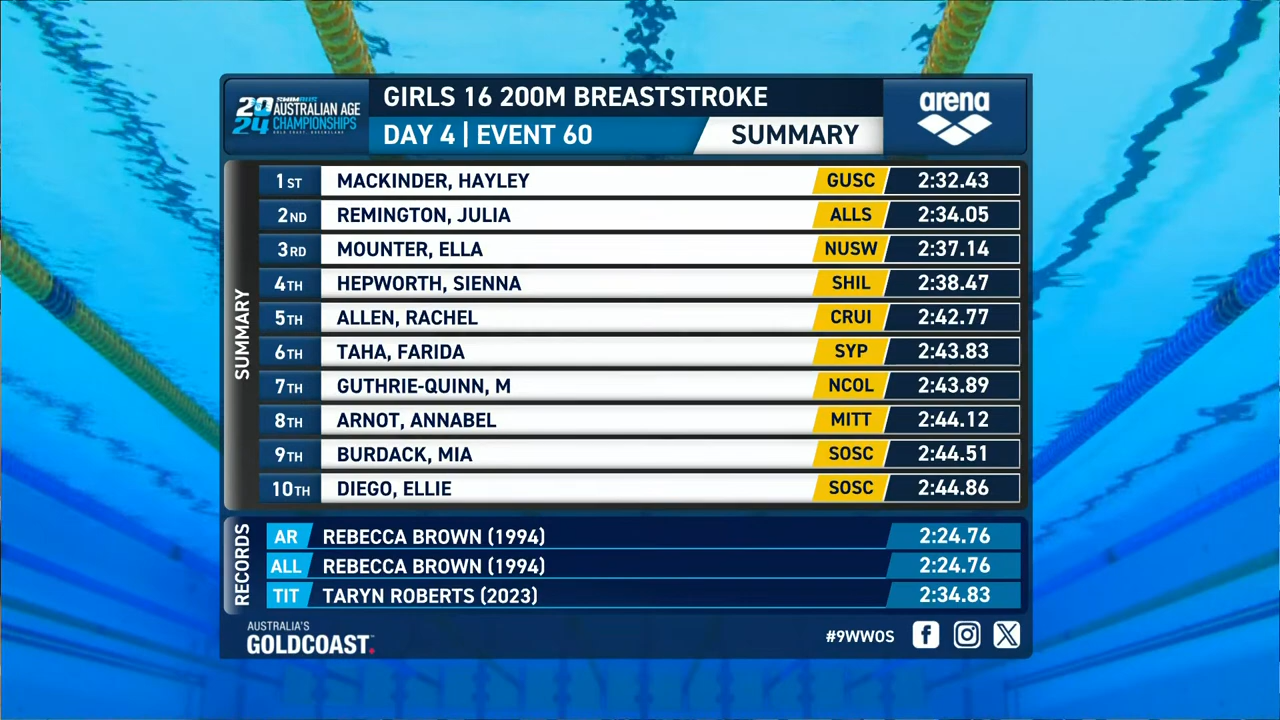 2024 SWIMMING AUSTRALIAN AGE CHAMPIONSHIPS
GOLD COAST, QUEENSLAND
GIRLS 16 200M BREASTSTROKE
DAY 4 | EVENT 60
SUMMARY
arena
SUMMARY
1ST MACKINDER, HAYLEY GUSC 2:32.43
2ND REMINGTON, JULIA ALLS 2:34.05
3RD MOUNTER, ELLA NUSW 2:37.14
4TH HEPWORTH, SIENNA SHIL 2:38.47
5TH ALLEN, RACHEL CRUI 2:42.77
6TH TAHA, FARIDA SYP 2:43.83
7TH GUTHRIE-QUINN, M NCOL 2:43.89
8TH ARNOT, ANNABEL MITT 2:44.12
9TH BURDACK, MIA SOSC 2:44.51
10TH DIEGO, ELLIE SOSC 2:44.86
RECORDS
AR REBECCA BROWN (1994) 2:24.76
ALL REBECCA BROWN (1994) 2:24.76
TIT TARYN ROBERTS (2023) 2:34.83
AUSTRALIA'S
GOLDCOAST.
#9WWOS